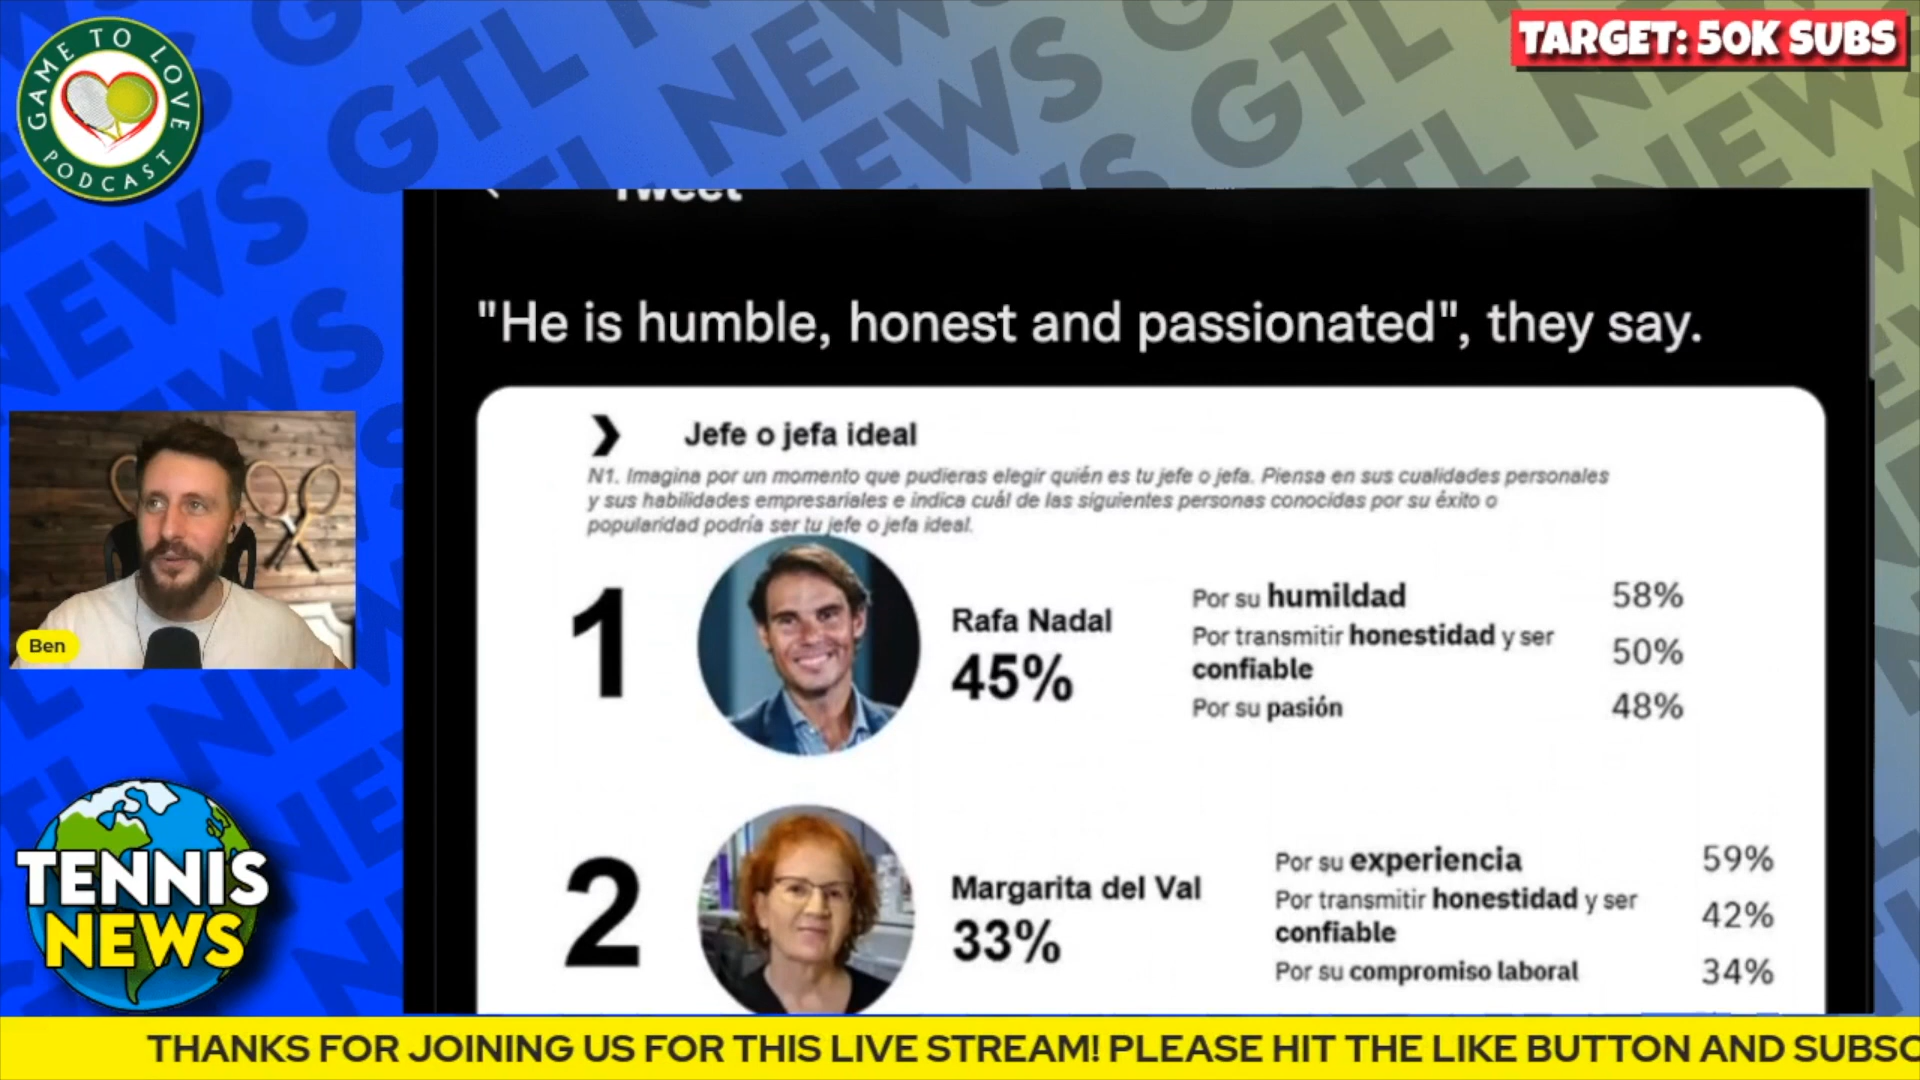 GAME TO LOVE
PODCAST
TARGET: 50K SUBS
GTL NEWS
Tweet
"He is humble, honest and passionated", they say.
Jefe o jefa ideal
N1. Imagina por un momento que pudieras elegir quién es tu jefe o jefa. Piensa en sus cualidades personales
y sus habilidades empresariales e indica cuál de las siguientes personas conocidas por su éxito o
popularidad podría ser tu jefe o jefa ideal.
1
Rafa Nadal
45%
Por su humildad 58%
Por transmitir honestidad y ser
confiable 50%
Por su pasión 48%
2
Margarita del Val
33%
Por su experiencia 59%
Por transmitir honestidad y ser
confiable 42%
Por su compromiso laboral 34%
Ben
TENNIS
NEWS
THANKS FOR JOINING US FOR THIS LIVE STREAM! PLEASE HIT THE LIKE BUTTON AND SUBSC